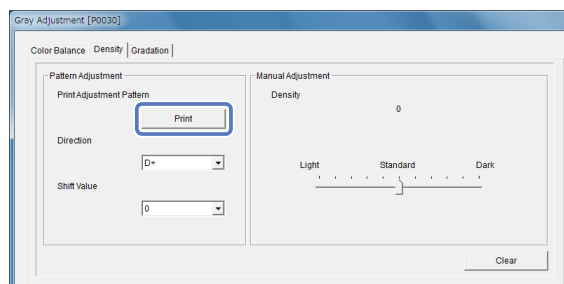 Gray Adjustment [P0030]
Color Balance Density Gradation
Pattern Adjustment
Print Adjustment Pattern
Print
Direction
D+
Shift Value
0
Manual Adjustment
Density
0
Light Standard Dark
Clear